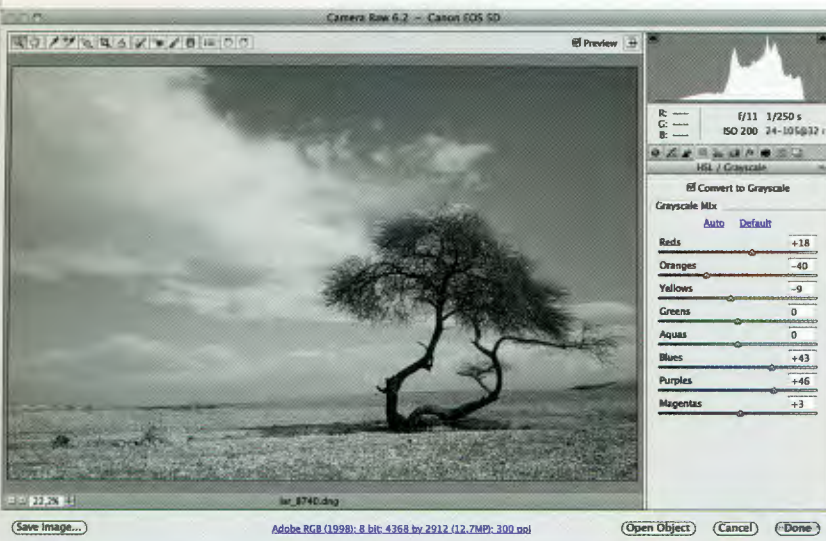 Camera Raw 6.2 - Canon EOS 5D
Preview
R: ---
G: ---
B: ---
f/11 1/250 s
ISO 200 24-105@32
HSL / Grayscale
Convert to Grayscale
Grayscale Mix
Auto Default
Reds +18
Oranges -40
Yellows -9
Greens 0
Aquas 0
Blues +43
Purples +46
Magentas +3
22,2%
Save Image...
Adobe RGB (1998); 8 bit; 4368 by 2912 (12.7MP); 300 ppi
Open Object
Cancel
Done